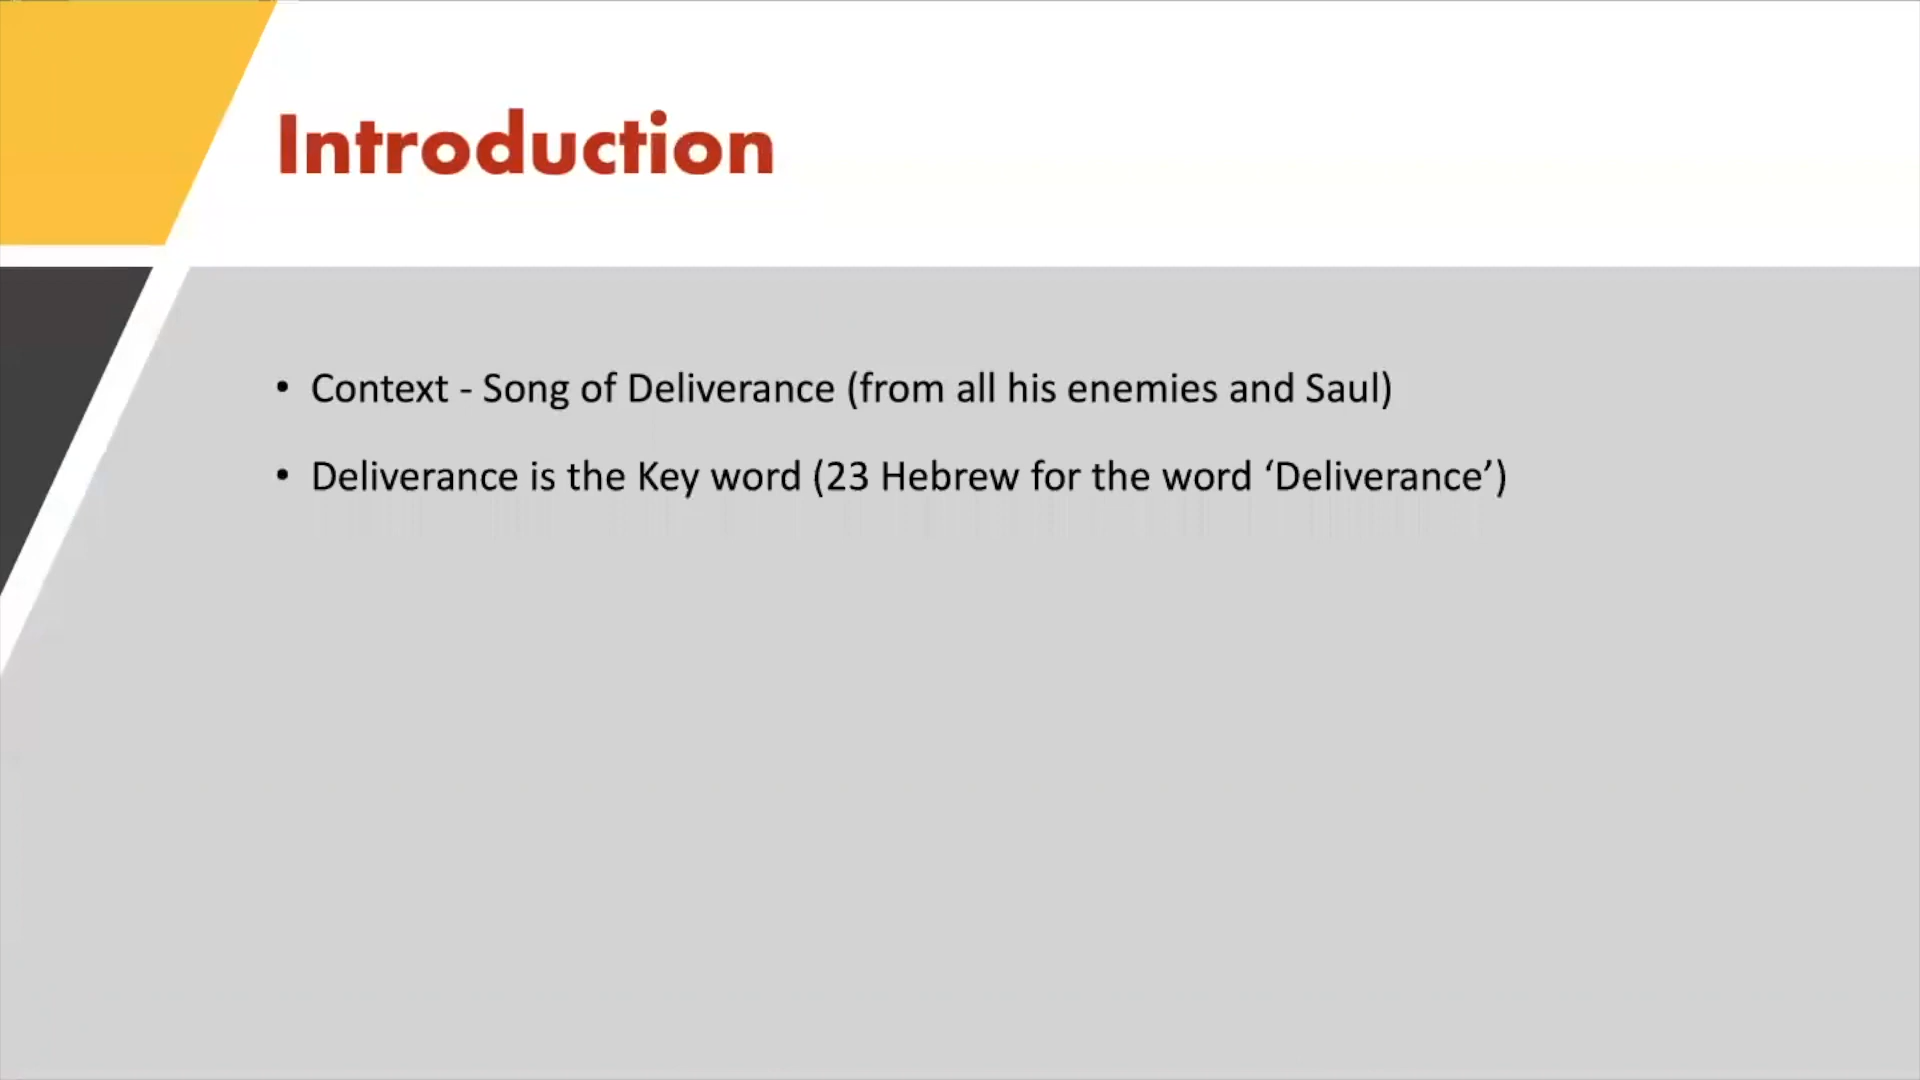 Introduction
• Context - Song of Deliverance (from all his enemies and Saul)
• Deliverance is the Key word (23 Hebrew for the word ‘Deliverance’)